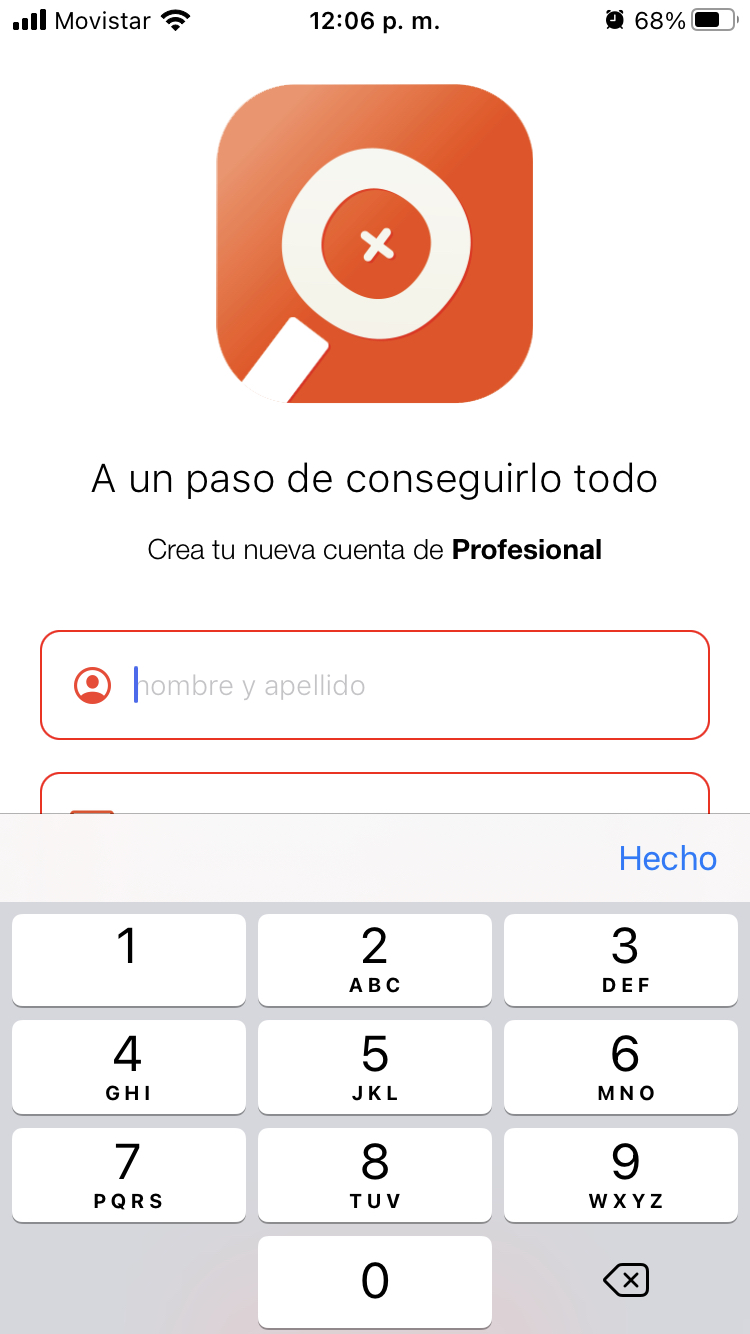 Movistar 12:06 p. m. 68%
A un paso de conseguirlo todo
Crea tu nueva cuenta de Profesional
nombre y apellido
Hecho
1 2 3
ABC DEF
4 5 6
GHI JKL MNO
7 8 9
PQRS TUV WXYZ
0